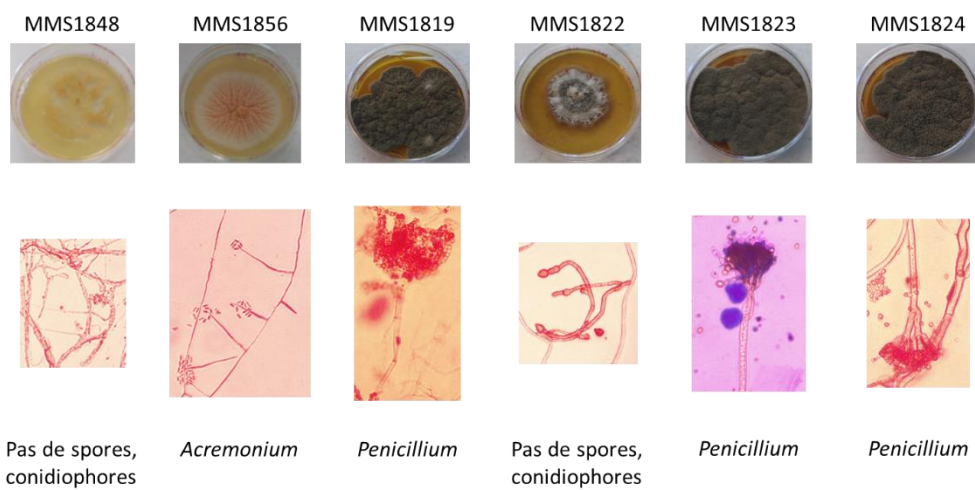 MMS1848 MMS1856 MMS1819 MMS1822 MMS1823 MMS1824
Pas de spores, Acremonium Penicillium Pas de spores, Penicillium Penicillium
conidiophores conidiophores